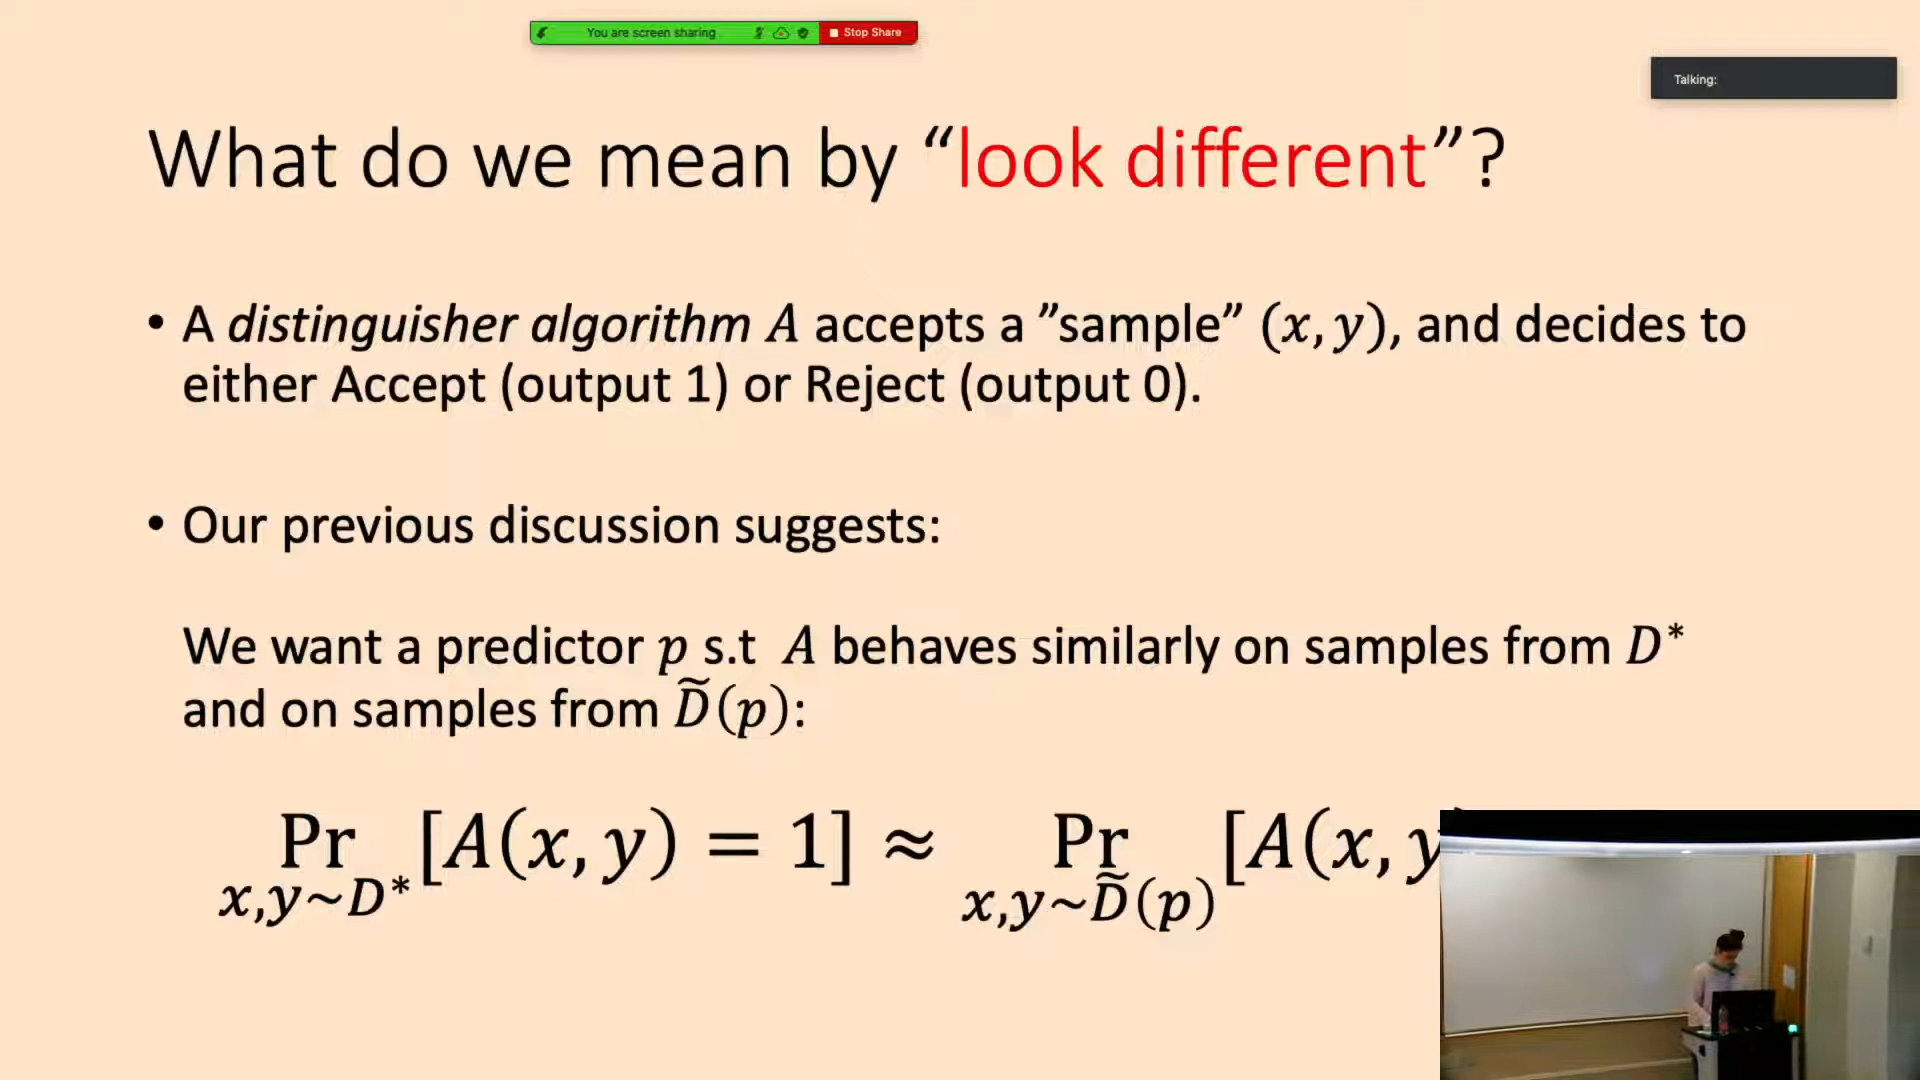 You are screen sharing
Stop Share
Talking:
What do we mean by “look different”?
• A distinguisher algorithm A accepts a ”sample” (x, y), and decides to
either Accept (output 1) or Reject (output 0).
• Our previous discussion suggests:
We want a predictor p s.t A behaves similarly on samples from D*
and on samples from D̃(p):
Pr [A(x, y) = 1] ≈ Pr [A(x, y
x,y~D* x,y~D̃(p)